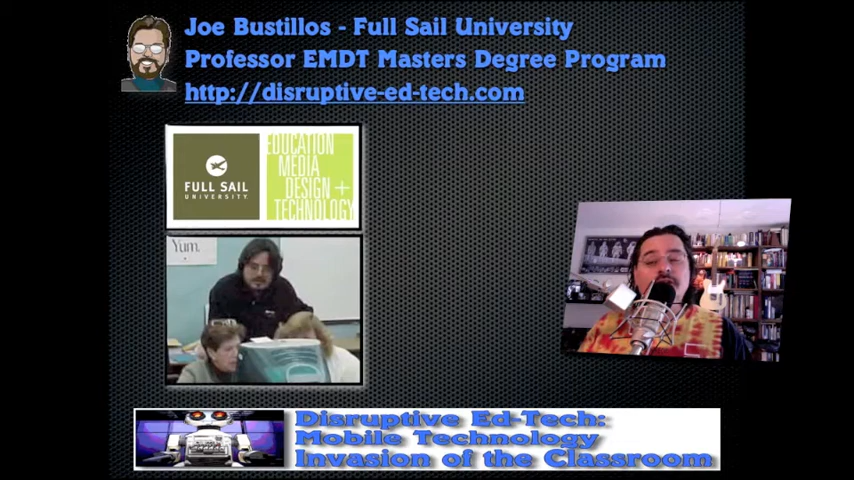 Joe Bustillos - Full Sail University
Professor EMDT Masters Degree Program
http://disruptive-ed-tech.com
FULL SAIL
UNIVERSITY.
EDUCATION
MEDIA
DESIGN +
TECHNOLOGY
Yum.
Disruptive Ed-Tech:
Mobile Technology
Invasion of the Classroom